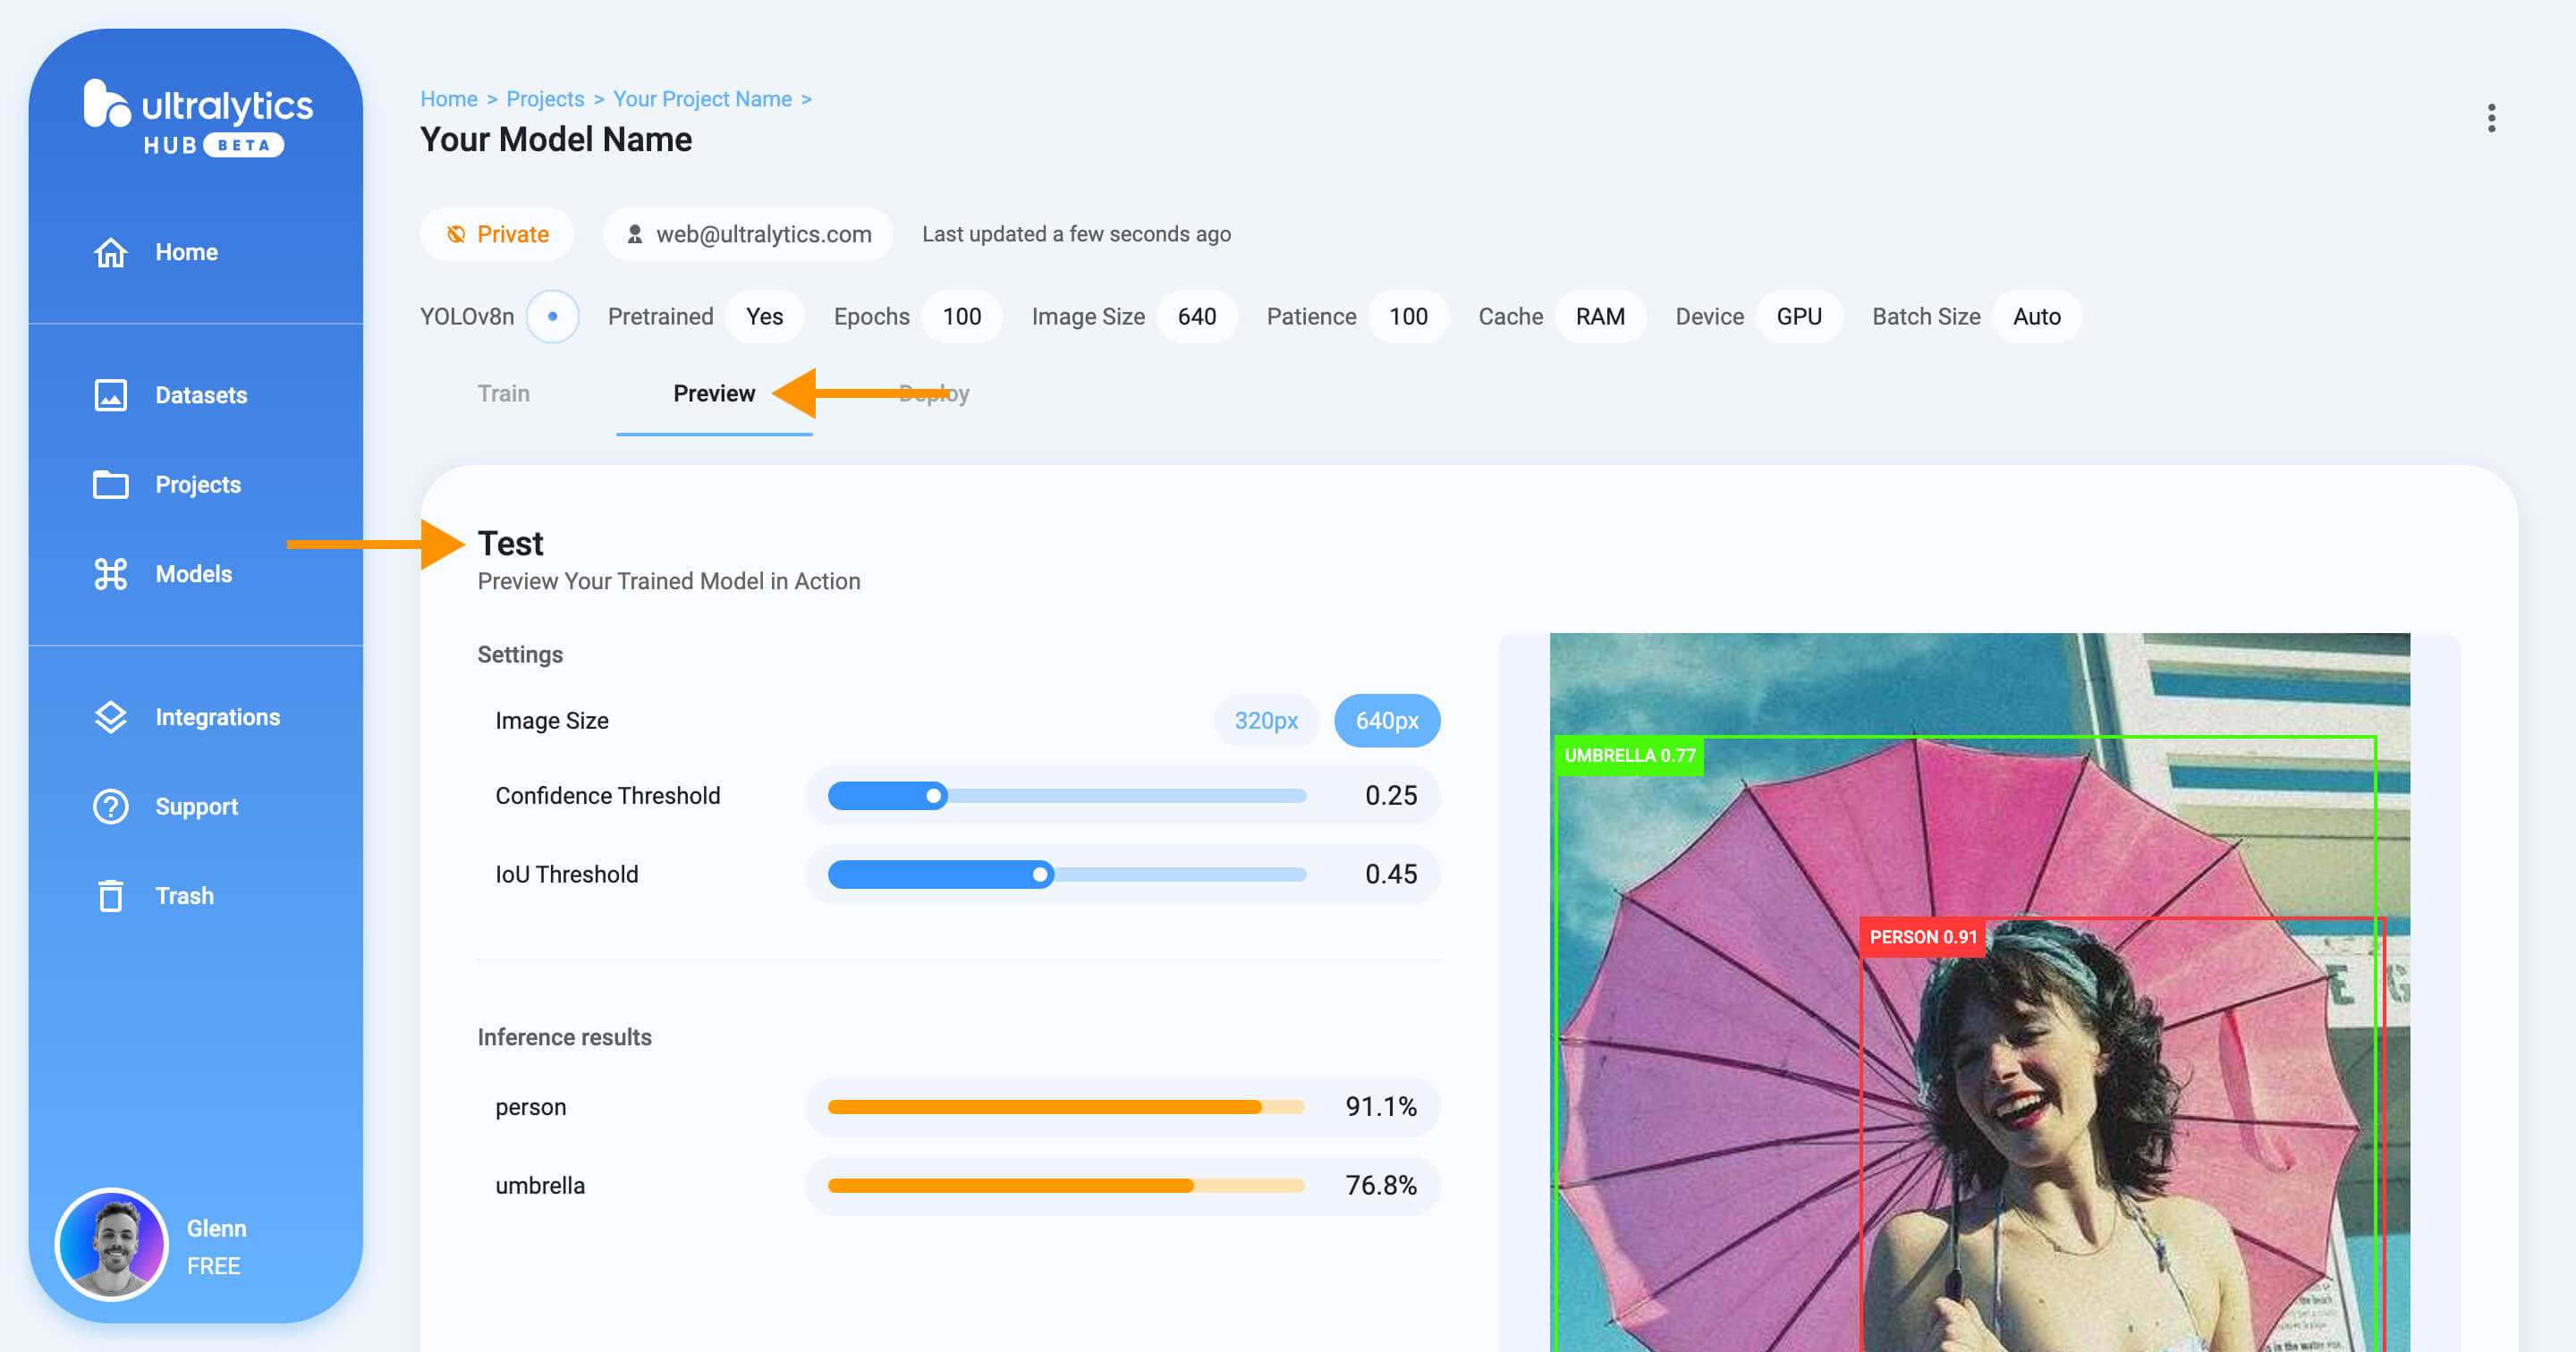 ultralytics
HUB BETA
Home
Datasets
Projects
Models
Integrations
Support
Trash
Glenn
FREE
Home > Projects > Your Project Name >
Your Model Name
Private
web@ultralytics.com
Last updated a few seconds ago
YOLOv8n
Pretrained Yes
Epochs 100
Image Size 640
Patience 100
Cache RAM
Device GPU
Batch Size Auto
Train
Preview
Deploy
Test
Preview Your Trained Model in Action
Settings
Image Size 320px 640px
Confidence Threshold 0.25
IoU Threshold 0.45
Inference results
person 91.1%
umbrella 76.8%
UMBRELLA 0.77
PERSON 0.91